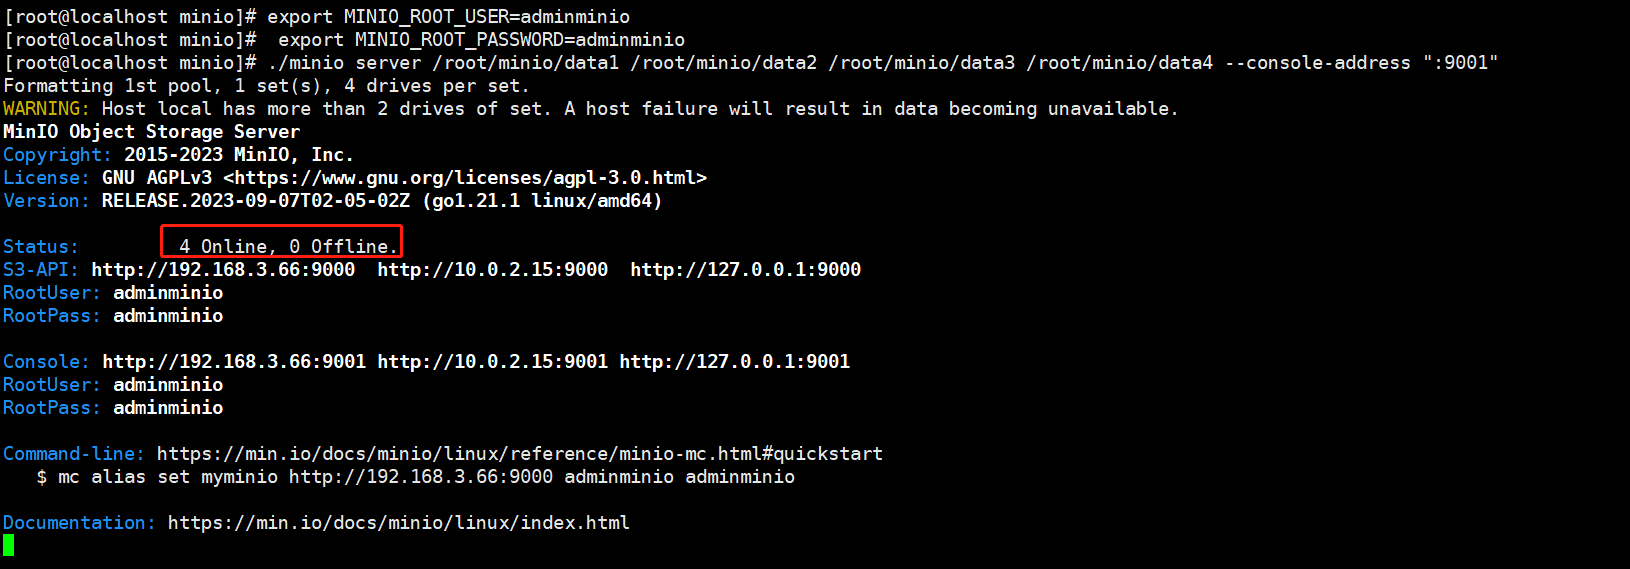 [root@localhost minio]# export MINIO_ROOT_USER=adminminio
[root@localhost minio]#  export MINIO_ROOT_PASSWORD=adminminio
[root@localhost minio]# ./minio server /root/minio/data1 /root/minio/data2 /root/minio/data3 /root/minio/data4 --console-address ":9001"
Formatting 1st pool, 1 set(s), 4 drives per set.
WARNING: Host local has more than 2 drives of set. A host failure will result in data becoming unavailable.
MinIO Object Storage Server
Copyright: 2015-2023 MinIO, Inc.
License: GNU AGPLv3 <https://www.gnu.org/licenses/agpl-3.0.html>
Version: RELEASE.2023-09-07T02-05-02Z (go1.21.1 linux/amd64)
Status:         4 Online, 0 Offline.
S3-API: http://192.168.3.66:9000  http://10.0.2.15:9000  http://127.0.0.1:9000
RootUser: adminminio
RootPass: adminminio
Console: http://192.168.3.66:9001 http://10.0.2.15:9001 http://127.0.0.1:9001
RootUser: adminminio
RootPass: adminminio
Command-line: https://min.io/docs/minio/linux/reference/minio-mc.html#quickstart
   $ mc alias set myminio http://192.168.3.66:9000 adminminio adminminio
Documentation: https://min.io/docs/minio/linux/index.html